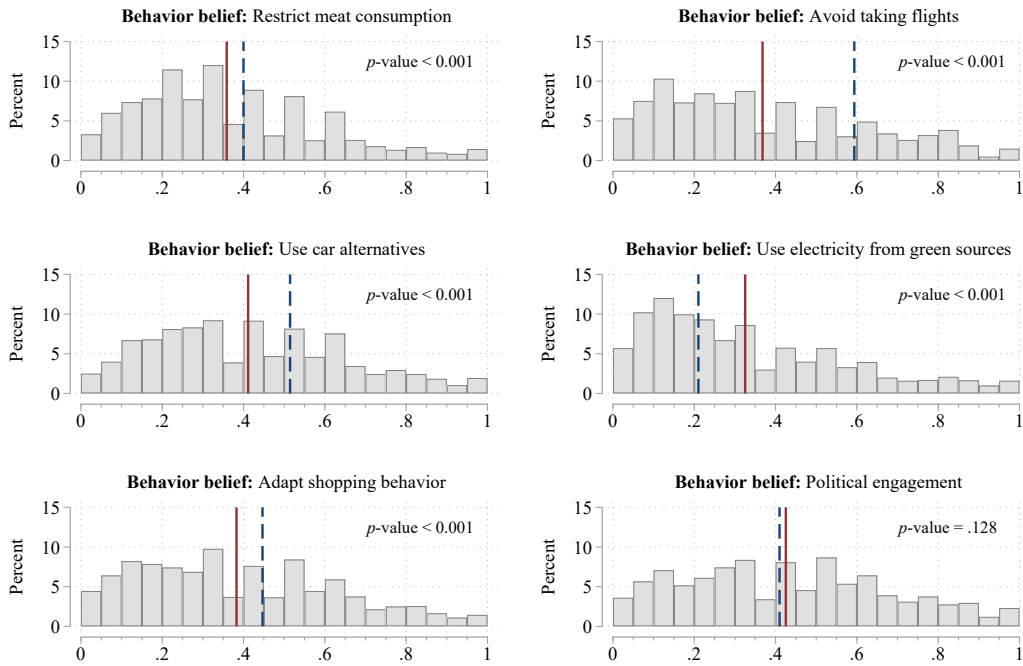 Behavior belief: Restrict meat consumption
15
10
5
0
Percent
p-value < 0.001
0 .2 .4 .6 .8 1
Behavior belief: Avoid taking flights
15
10
5
0
Percent
p-value < 0.001
0 .2 .4 .6 .8 1
Behavior belief: Use car alternatives
15
10
5
0
Percent
p-value < 0.001
0 .2 .4 .6 .8 1
Behavior belief: Use electricity from green sources
15
10
5
0
Percent
p-value < 0.001
0 .2 .4 .6 .8 1
Behavior belief: Adapt shopping behavior
15
10
5
0
Percent
p-value < 0.001
0 .2 .4 .6 .8 1
Behavior belief: Political engagement
15
10
5
0
Percent
p-value = .128
0 .2 .4 .6 .8 1